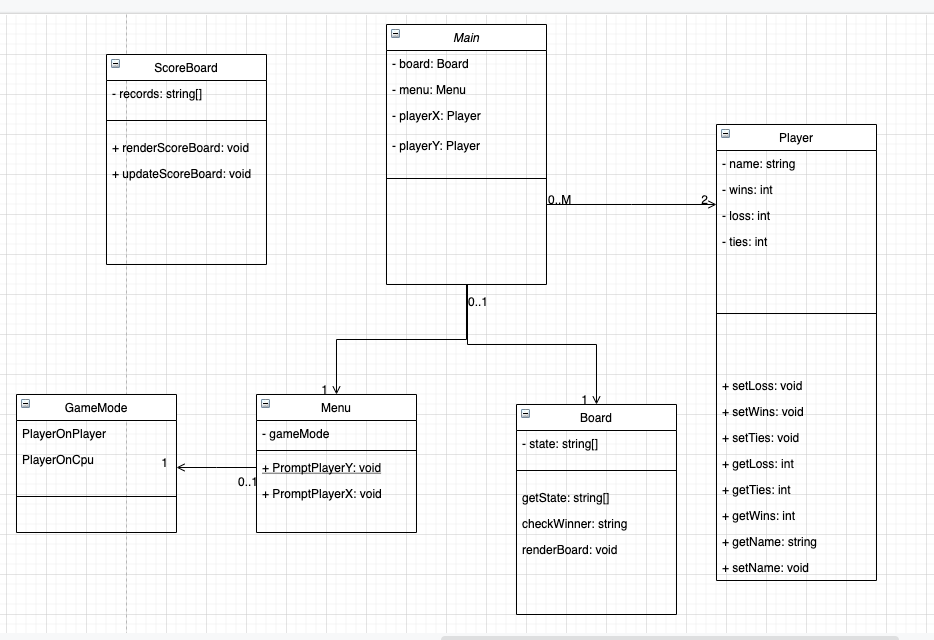 ScoreBoard
- records: string[]
+ renderScoreBoard: void
+ updateScoreBoard: void
Main
- board: Board
- menu: Menu
- playerX: Player
- playerY: Player
0..M
2
0..1
Player
- name: string
- wins: int
- loss: int
- ties: int
+ setLoss: void
+ setWins: void
+ setTies: void
+ getLoss: int
+ getTies: int
+ getWins: int
+ getName: string
+ setName: void
GameMode
PlayerOnPlayer
PlayerOnCpu
1
0..1
1
Menu
- gameMode
+ PromptPlayerY: void
+ PromptPlayerX: void
1
Board
- state: string[]
getState: string[]
checkWinner: string
renderBoard: void